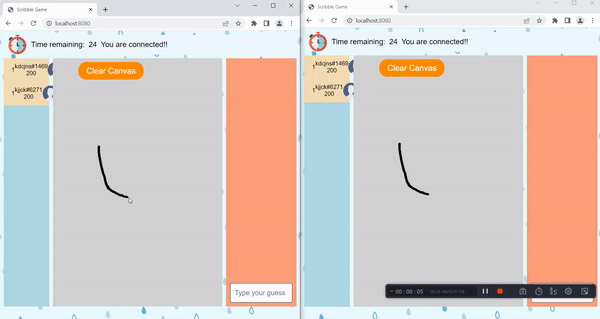 Scribble Game
localhost:8080
Time remaining: 24 You are connected!!
1 kdcjns#1469
200
1 kjjck#6271
200
Clear Canvas
Type your guess
Scribble Game
localhost:8080
Time remaining: 24 You are connected!!
1 kdcjns#1469
200
1 kjjck#6271
200
Clear Canvas
00:00:05